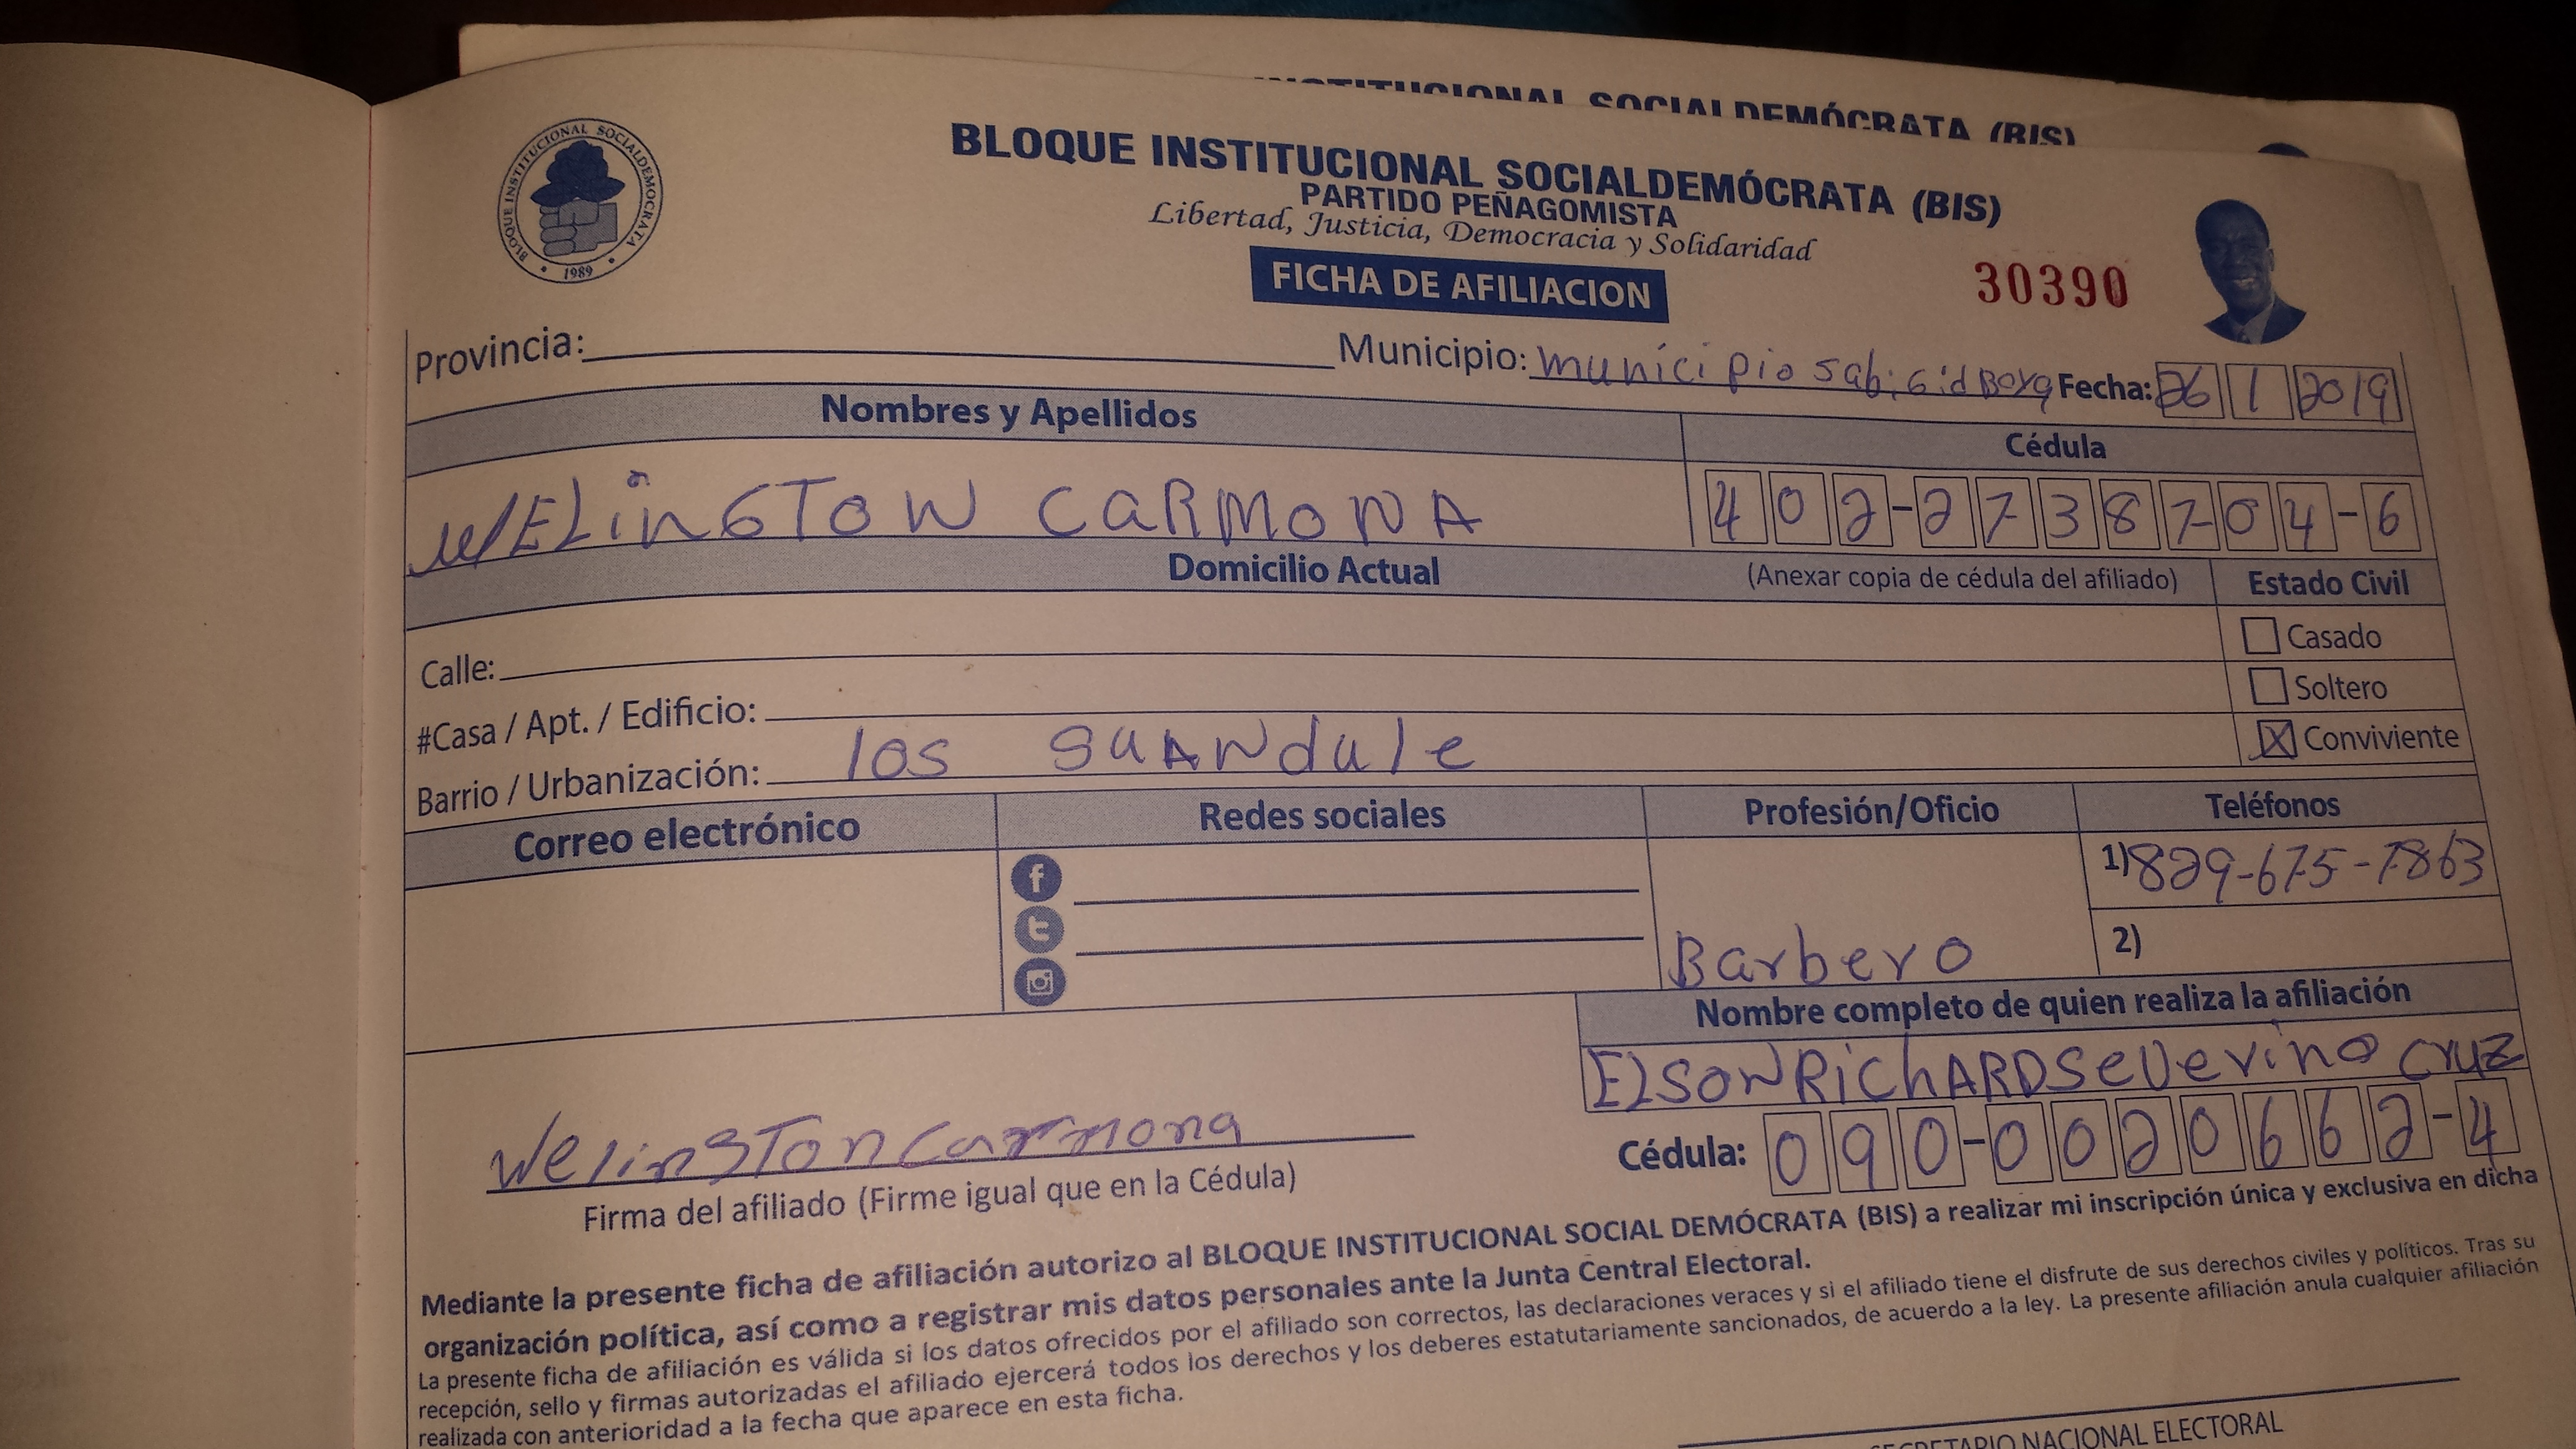 INSTITUCIONAL SOCIALDEMÓCRATA (BIS)
BLOQUE INSTITUCIONAL SOCIALDEMOCRATA
1989
BLOQUE INSTITUCIONAL SOCIALDEMÓCRATA (BIS)
PARTIDO PEÑAGOMISTA
Libertad, Justicia, Democracia y Solidaridad
FICHA DE AFILIACION
30390
Provincia: Municipio: municipio Fecha: 26 1 2019
Nombres y Apellidos Cédula
WELiNGTON CaRMONA 402-2738704-6
Domicilio Actual (Anexar copia de cédula del afiliado) Estado Civil
Calle: Casado
#Casa / Apt. / Edificio: Soltero
Barrio / Urbanización: los guANdule X Conviviente
Correo electrónico Redes sociales Profesión/Oficio Teléfonos
1) 829-675-7863
Barbero 2)
Nombre completo de quien realiza la afiliación
ELSON RichARD Severino cruz
Cédula: 090-0020662-4
Welington carmona
Firma del afiliado (Firme igual que en la Cédula)
Mediante la presente ficha de afiliación autorizo al BLOQUE INSTITUCIONAL SOCIAL DEMÓCRATA (BIS) a realizar mi inscripción única y exclusiva en dicha
organización política, así como a registrar mis datos personales ante la Junta Central Electoral.
La presente ficha de afiliación es válida si los datos ofrecidos por el afiliado son correctos, las declaraciones veraces y si el afiliado tiene el disfrute de sus derechos civiles y políticos. Tras su
recepción, sello y firmas autorizadas el afiliado ejercerá todos los derechos y los deberes estatutariamente sancionados, de acuerdo a la ley. La presente afiliación anula cualquier afiliación
realizada con anterioridad a la fecha que aparece en esta ficha.
SECRETARIO NACIONAL ELECTORAL